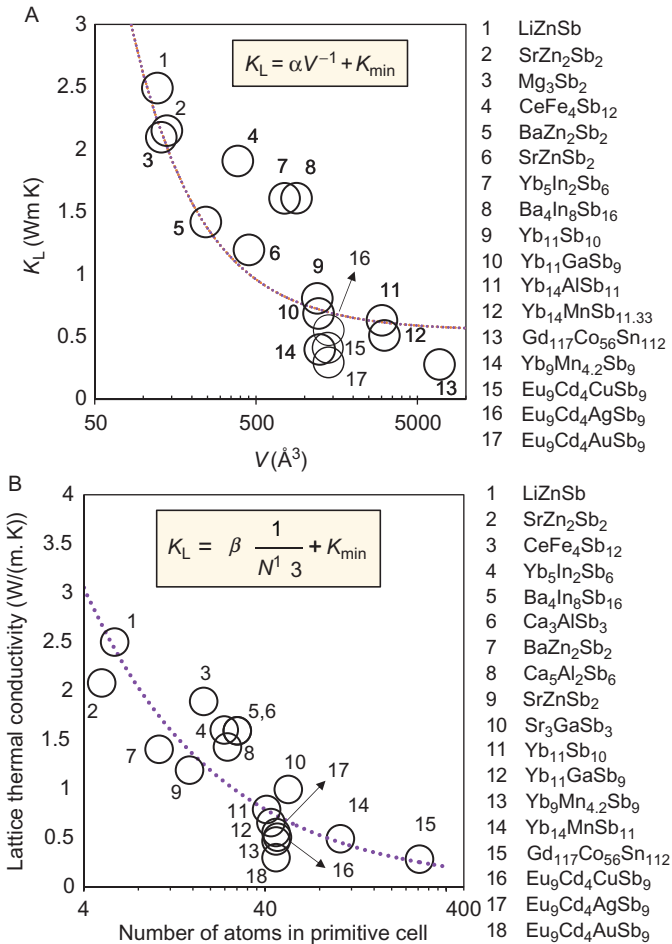 A
3
2.5
2
1.5
1
0.5
0
K_L (Wm K)
K_L = αV⁻¹ + K_min
1
2
3
4
5
6
7
8
9
10
11
12
13
14
15
16
17
50
500
5000
V (Å³)
1 LiZnSb
2 SrZn₂Sb₂
3 Mg₃Sb₂
4 CeFe₄Sb₁₂
5 BaZn₂Sb₂
6 SrZnSb₂
7 Yb₅In₂Sb₆
8 Ba₄In₈Sb₁₆
9 Yb₁₁Sb₁₀
10 Yb₁₁GaSb₉
11 Yb₁₄AlSb₁₁
12 Yb₁₄MnSb₁₁.₃₃
13 Gd₁₁₇Co₅₆Sn₁₁₂
14 Yb₉Mn₄.₂Sb₉
15 Eu₉Cd₄CuSb₉
16 Eu₉Cd₄AgSb₉
17 Eu₉Cd₄AuSb₉
B
4
3.5
3
2.5
2
1.5
1
0.5
0
Lattice thermal conductivity (W/(m. K))
K_L = β 1 / N¹ 3 + K_min
1
2
3
4
5,6
7
8
9
10
11
12
13
14
15
16
17
18
4
40
400
Number of atoms in primitive cell
1 LiZnSb
2 SrZn₂Sb₂
3 CeFe₄Sb₁₂
4 Yb₅In₂Sb₆
5 Ba₄In₈Sb₁₆
6 Ca₃AlSb₃
7 BaZn₂Sb₂
8 Ca₅Al₂Sb₆
9 SrZnSb₂
10 Sr₃GaSb₃
11 Yb₁₁Sb₁₀
12 Yb₁₁GaSb₉
13 Yb₉Mn₄.₂Sb₉
14 Yb₁₄MnSb₁₁
15 Gd₁₁₇Co₅₆Sn₁₁₂
16 Eu₉Cd₄CuSb₉
17 Eu₉Cd₄AgSb₉
18 Eu₉Cd₄AuSb₉